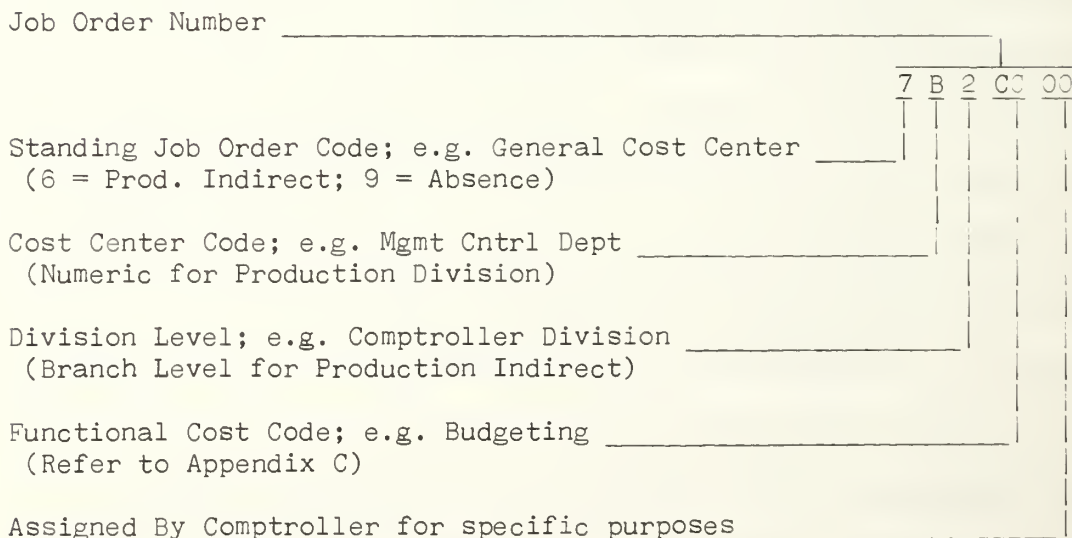 Job Order Number
7 B 2 CC 00
Standing Job Order Code; e.g. General Cost Center
(6 = Prod. Indirect; 9 = Absence)
Cost Center Code; e.g. Mgmt Cntrl Dept
(Numeric for Production Division)
Division Level; e.g. Comptroller Division
(Branch Level for Production Indirect)
Functional Cost Code; e.g. Budgeting
(Refer to Appendix C)
Assigned By Comptroller for specific purposes